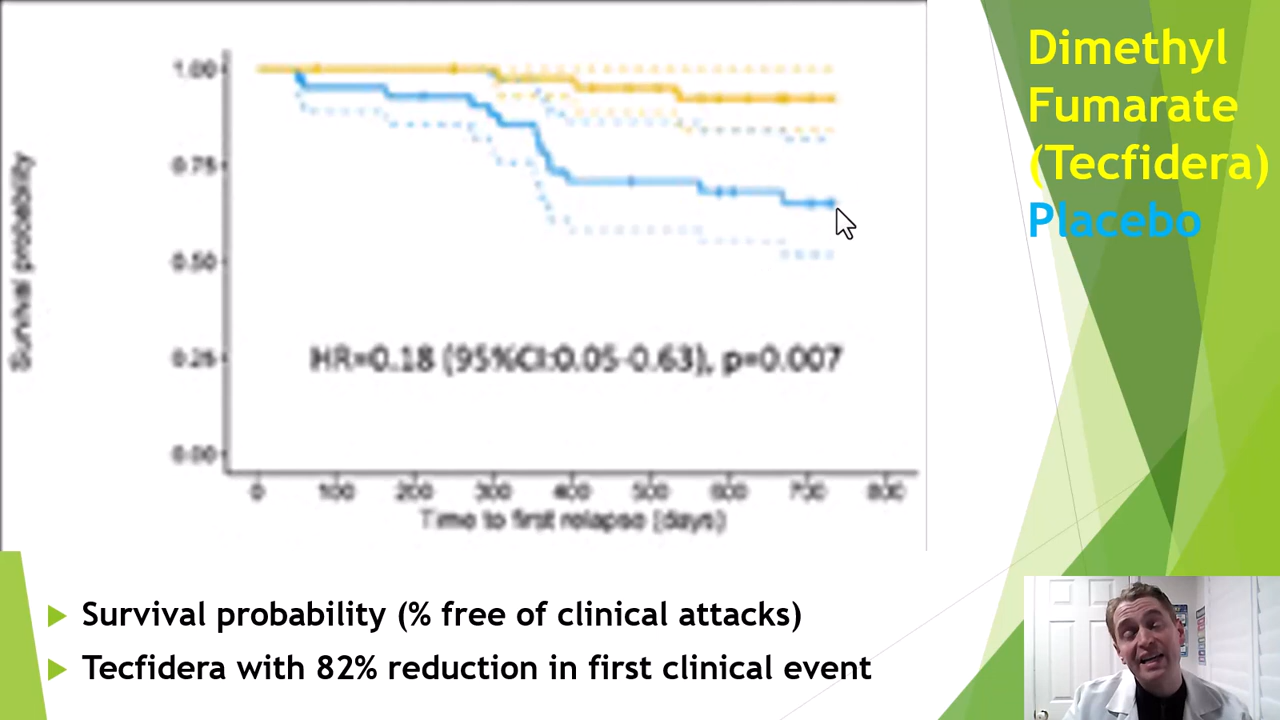 Dimethyl
Fumarate
(Tecfidera)
Placebo
Survival probability
1.00
0.75
0.50
0.25
0.00
HR=0.18 (95%CI:0.05-0.63), p=0.007
0 100 200 300 400 500 600 700 800
Time to first relapse (days)
Survival probability (% free of clinical attacks)
Tecfidera with 82% reduction in first clinical event